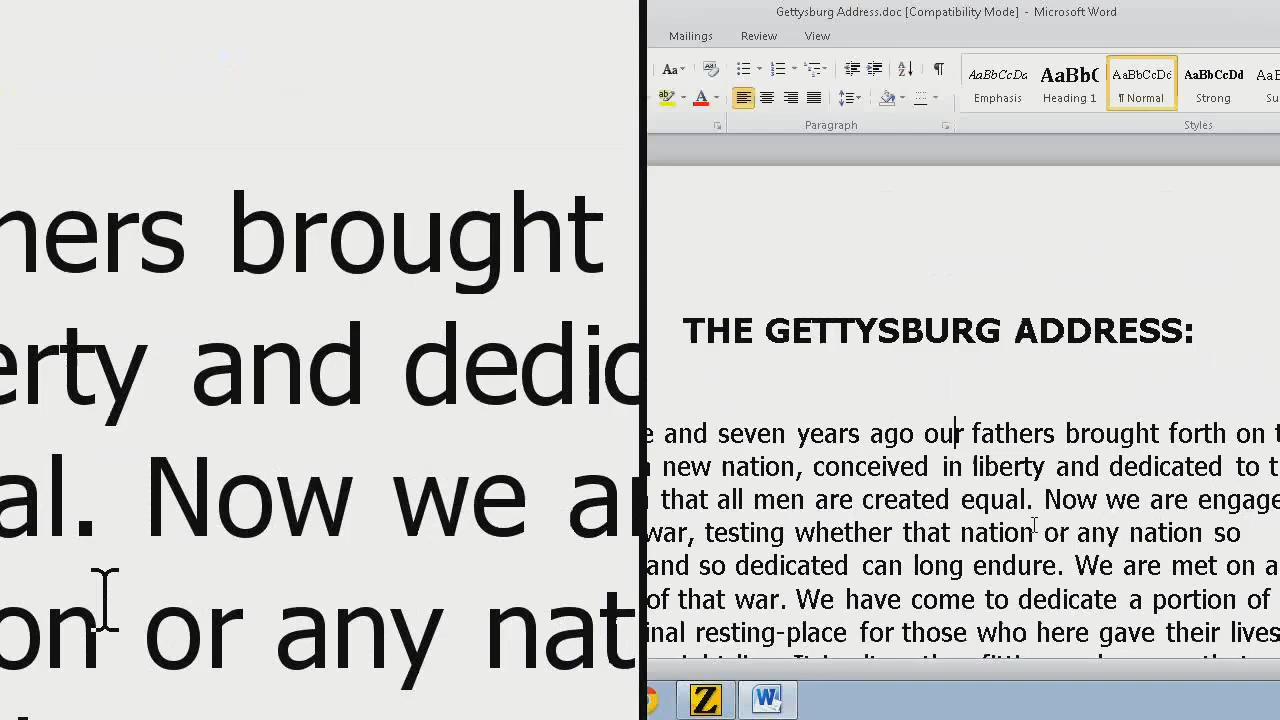 hers brought
erty and dedic
al. Now we ar
on or any nat
Gettysburg Address.doc [Compatibility Mode] - Microsoft Word
Mailings Review View
Aa
AaBbCcDc AaBbC AaBbCcDc AaBbCcDd AaB
Emphasis Heading 1 ¶ Normal Strong Su
Paragraph Styles
THE GETTYSBURG ADDRESS:
e and seven years ago our fathers brought forth on t
new nation, conceived in liberty and dedicated to t
that all men are created equal. Now we are engage
war, testing whether that nation or any nation so
and so dedicated can long endure. We are met on a
of that war. We have come to dedicate a portion of
inal resting-place for those who here gave their lives
Z W